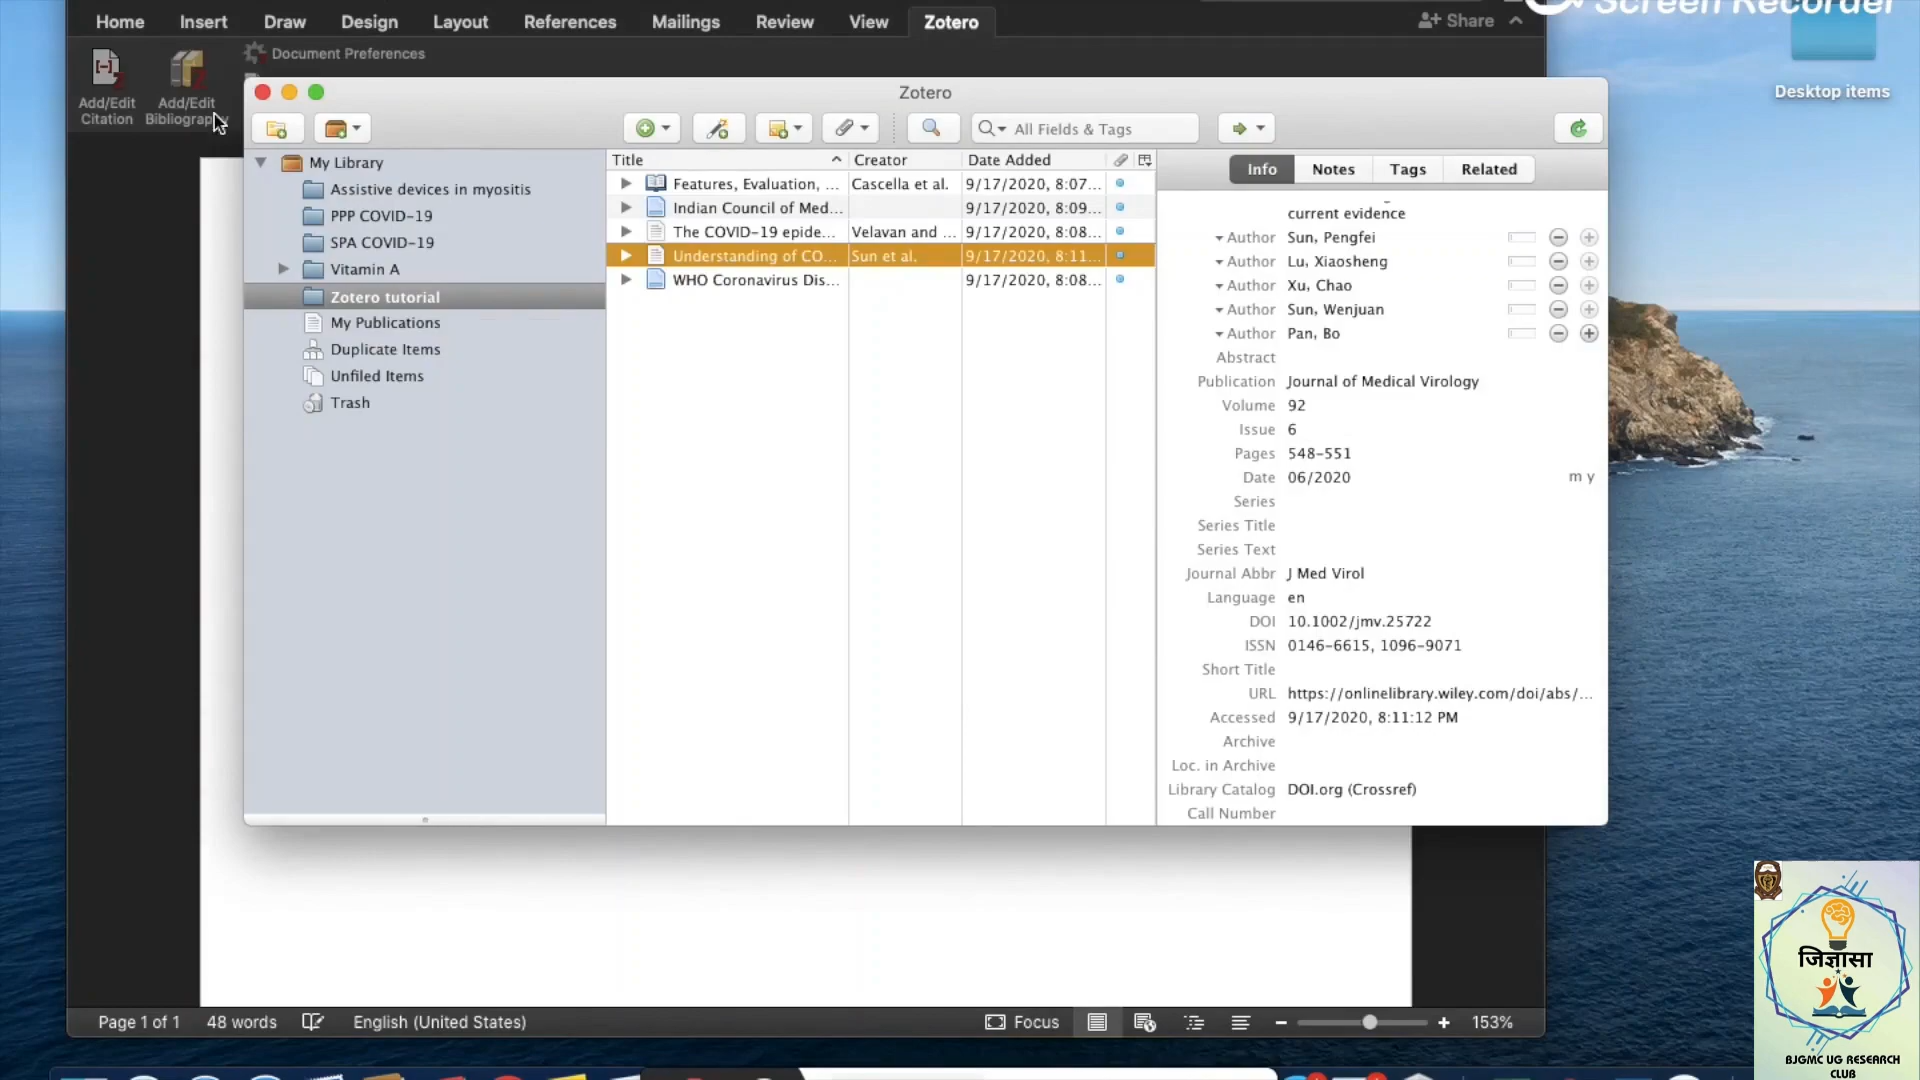 Home Insert Draw Design Layout References Mailings Review View Zotero Share
Screen Recorder
Document Preferences
Add/Edit Citation
Add/Edit Bibliography
Desktop items
Zotero
All Fields & Tags
My Library
Assistive devices in myositis
PPP COVID-19
SPA COVID-19
Vitamin A
Zotero tutorial
My Publications
Duplicate Items
Unfiled Items
Trash
Title Creator Date Added
Features, Evaluation, ... Cascella et al. 9/17/2020, 8:07...
Indian Council of Med... 9/17/2020, 8:09...
The COVID-19 epide... Velavan and ... 9/17/2020, 8:08...
Understanding of CO... Sun et al. 9/17/2020, 8:11...
WHO Coronavirus Dis... 9/17/2020, 8:08...
Info Notes Tags Related
current evidence
Author Sun, Pengfei
Author Lu, Xiaosheng
Author Xu, Chao
Author Sun, Wenjuan
Author Pan, Bo
Abstract
Publication Journal of Medical Virology
Volume 92
Issue 6
Pages 548-551
Date 06/2020 m y
Series
Series Title
Series Text
Journal Abbr J Med Virol
Language en
DOI 10.1002/jmv.25722
ISSN 0146-6615, 1096-9071
Short Title
URL https://onlinelibrary.wiley.com/doi/abs/...
Accessed 9/17/2020, 8:11:12 PM
Archive
Loc. in Archive
Library Catalog DOI.org (Crossref)
Call Number
Page 1 of 1 48 words English (United States) Focus 153%
जिज्ञासा
BJGMC UG RESEARCH
CLUB